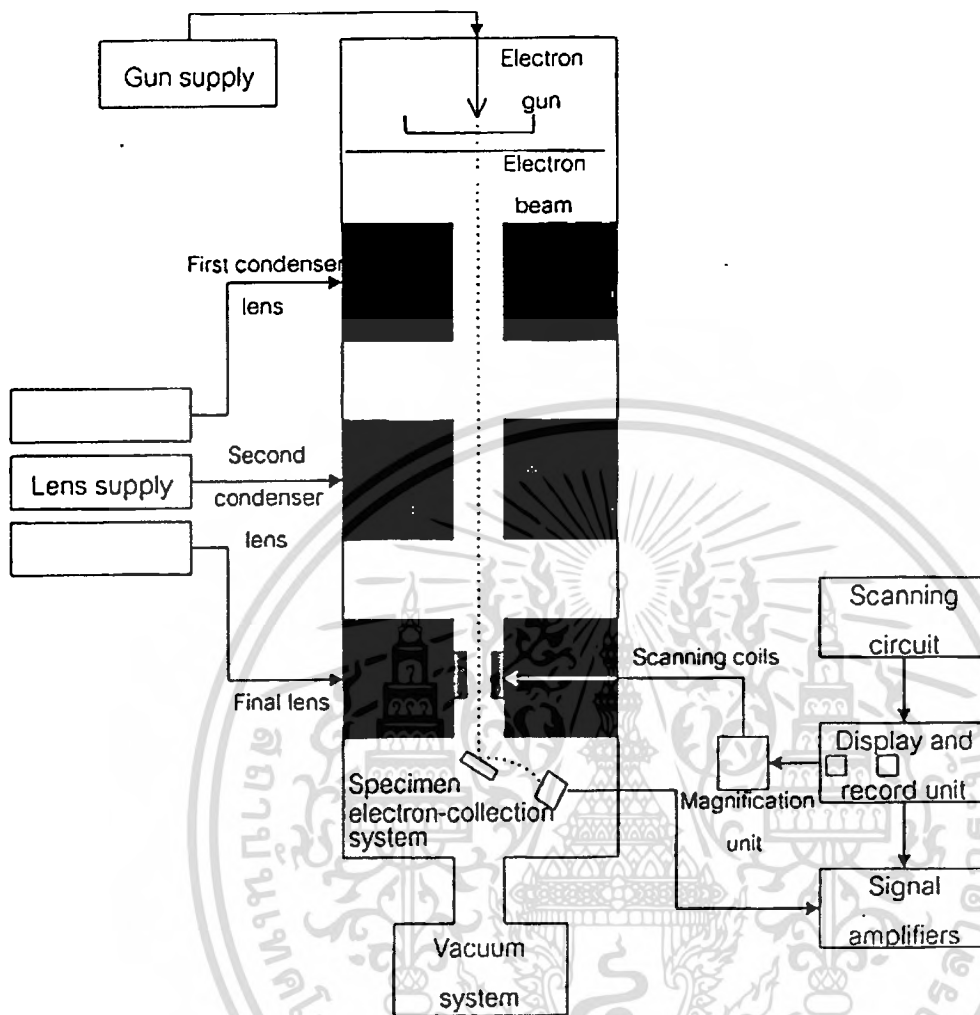 Gun supply
Electron
gun
Electron
beam
First condenser
lens
Lens supply
Second
condenser
lens
Final lens
Scanning coils
Scanning
circuit
Display and
record unit
Magnification
unit
Signal
amplifiers
Specimen
electron-collection
system
Vacuum
system